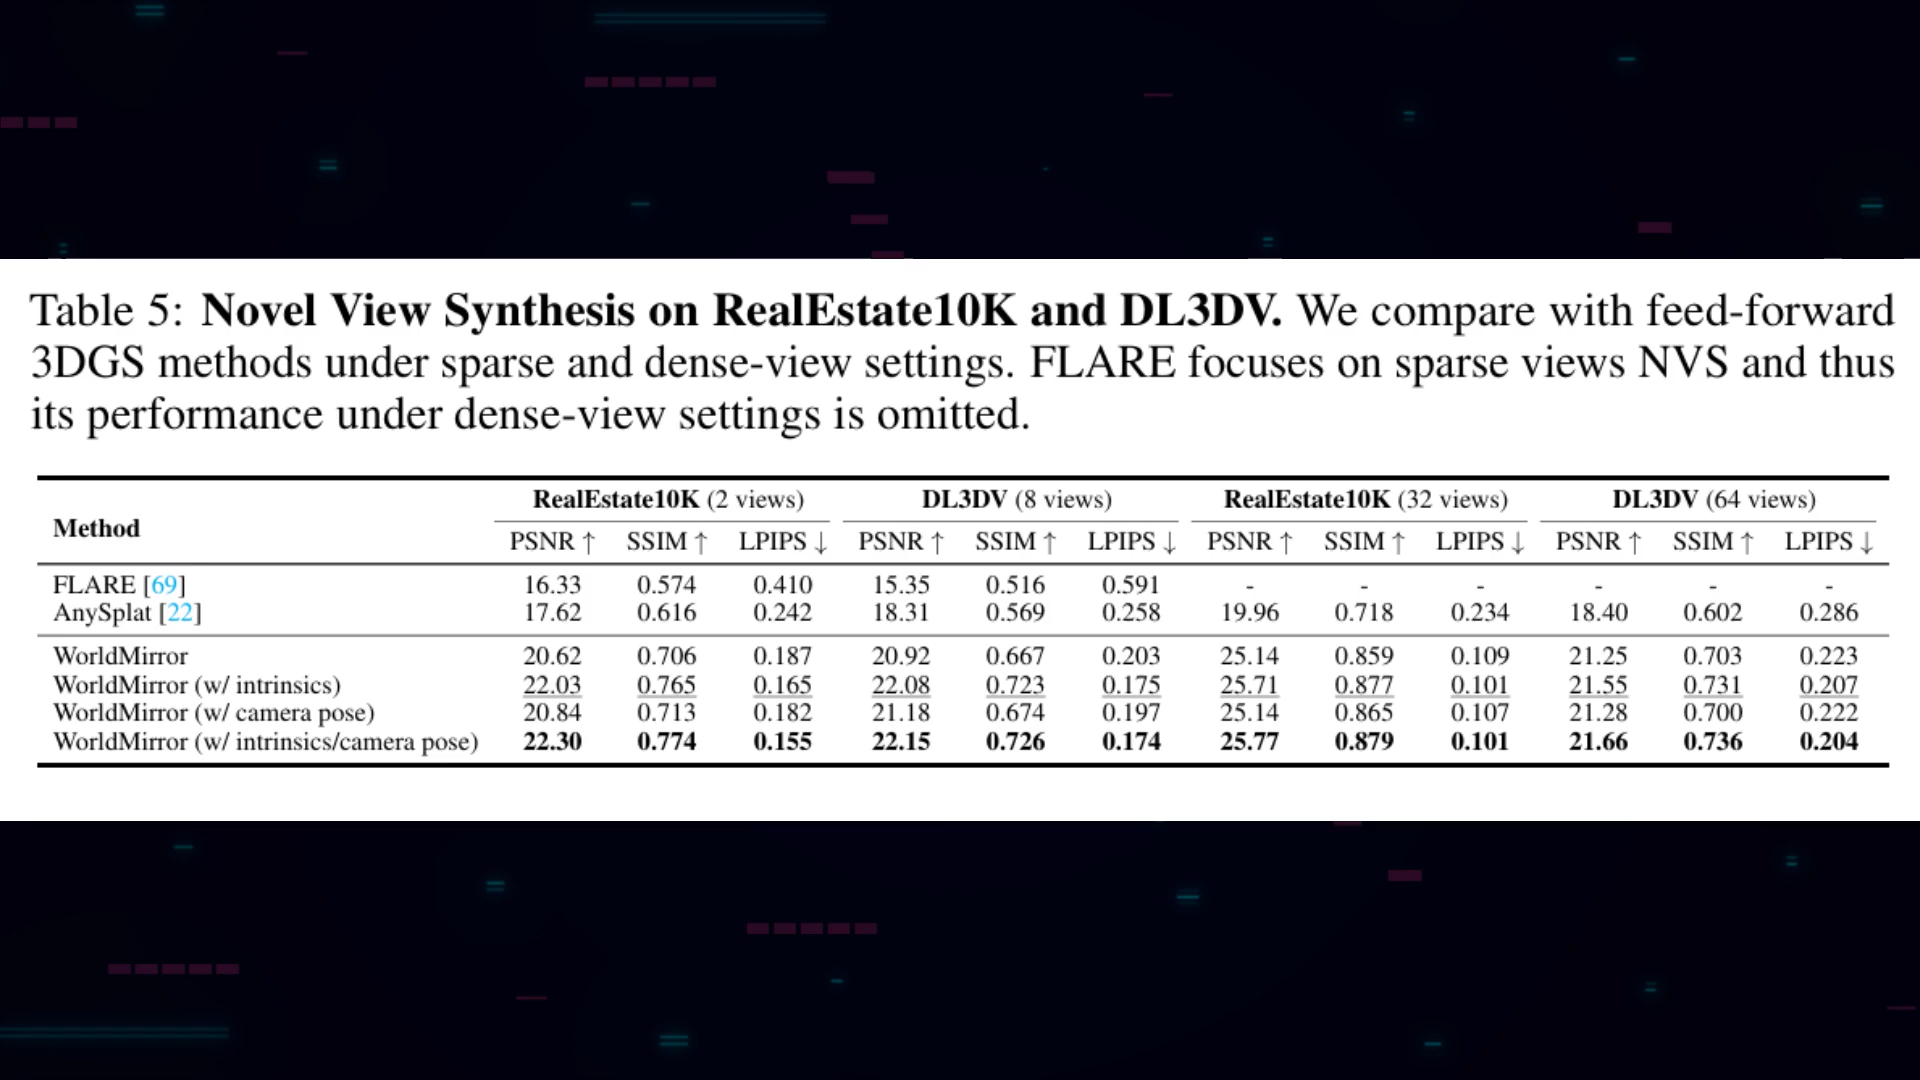 Table 5: Novel View Synthesis on RealEstate10K and DL3DV. We compare with feed-forward
3DGS methods under sparse and dense-view settings. FLARE focuses on sparse views NVS and thus
its performance under dense-view settings is omitted.
Method RealEstate10K (2 views) DL3DV (8 views) RealEstate10K (32 views) DL3DV (64 views)
PSNR ↑ SSIM ↑ LPIPS ↓ PSNR ↑ SSIM ↑ LPIPS ↓ PSNR ↑ SSIM ↑ LPIPS ↓ PSNR ↑ SSIM ↑ LPIPS ↓
FLARE [69] 16.33 0.574 0.410 15.35 0.516 0.591 - - - - - -
AnySplat [22] 17.62 0.616 0.242 18.31 0.569 0.258 19.96 0.718 0.234 18.40 0.602 0.286
WorldMirror 20.62 0.706 0.187 20.92 0.667 0.203 25.14 0.859 0.109 21.25 0.703 0.223
WorldMirror (w/ intrinsics) 22.03 0.765 0.165 22.08 0.723 0.175 25.71 0.877 0.101 21.55 0.731 0.207
WorldMirror (w/ camera pose) 20.84 0.713 0.182 21.18 0.674 0.197 25.14 0.865 0.107 21.28 0.700 0.222
WorldMirror (w/ intrinsics/camera pose) 22.30 0.774 0.155 22.15 0.726 0.174 25.77 0.879 0.101 21.66 0.736 0.204